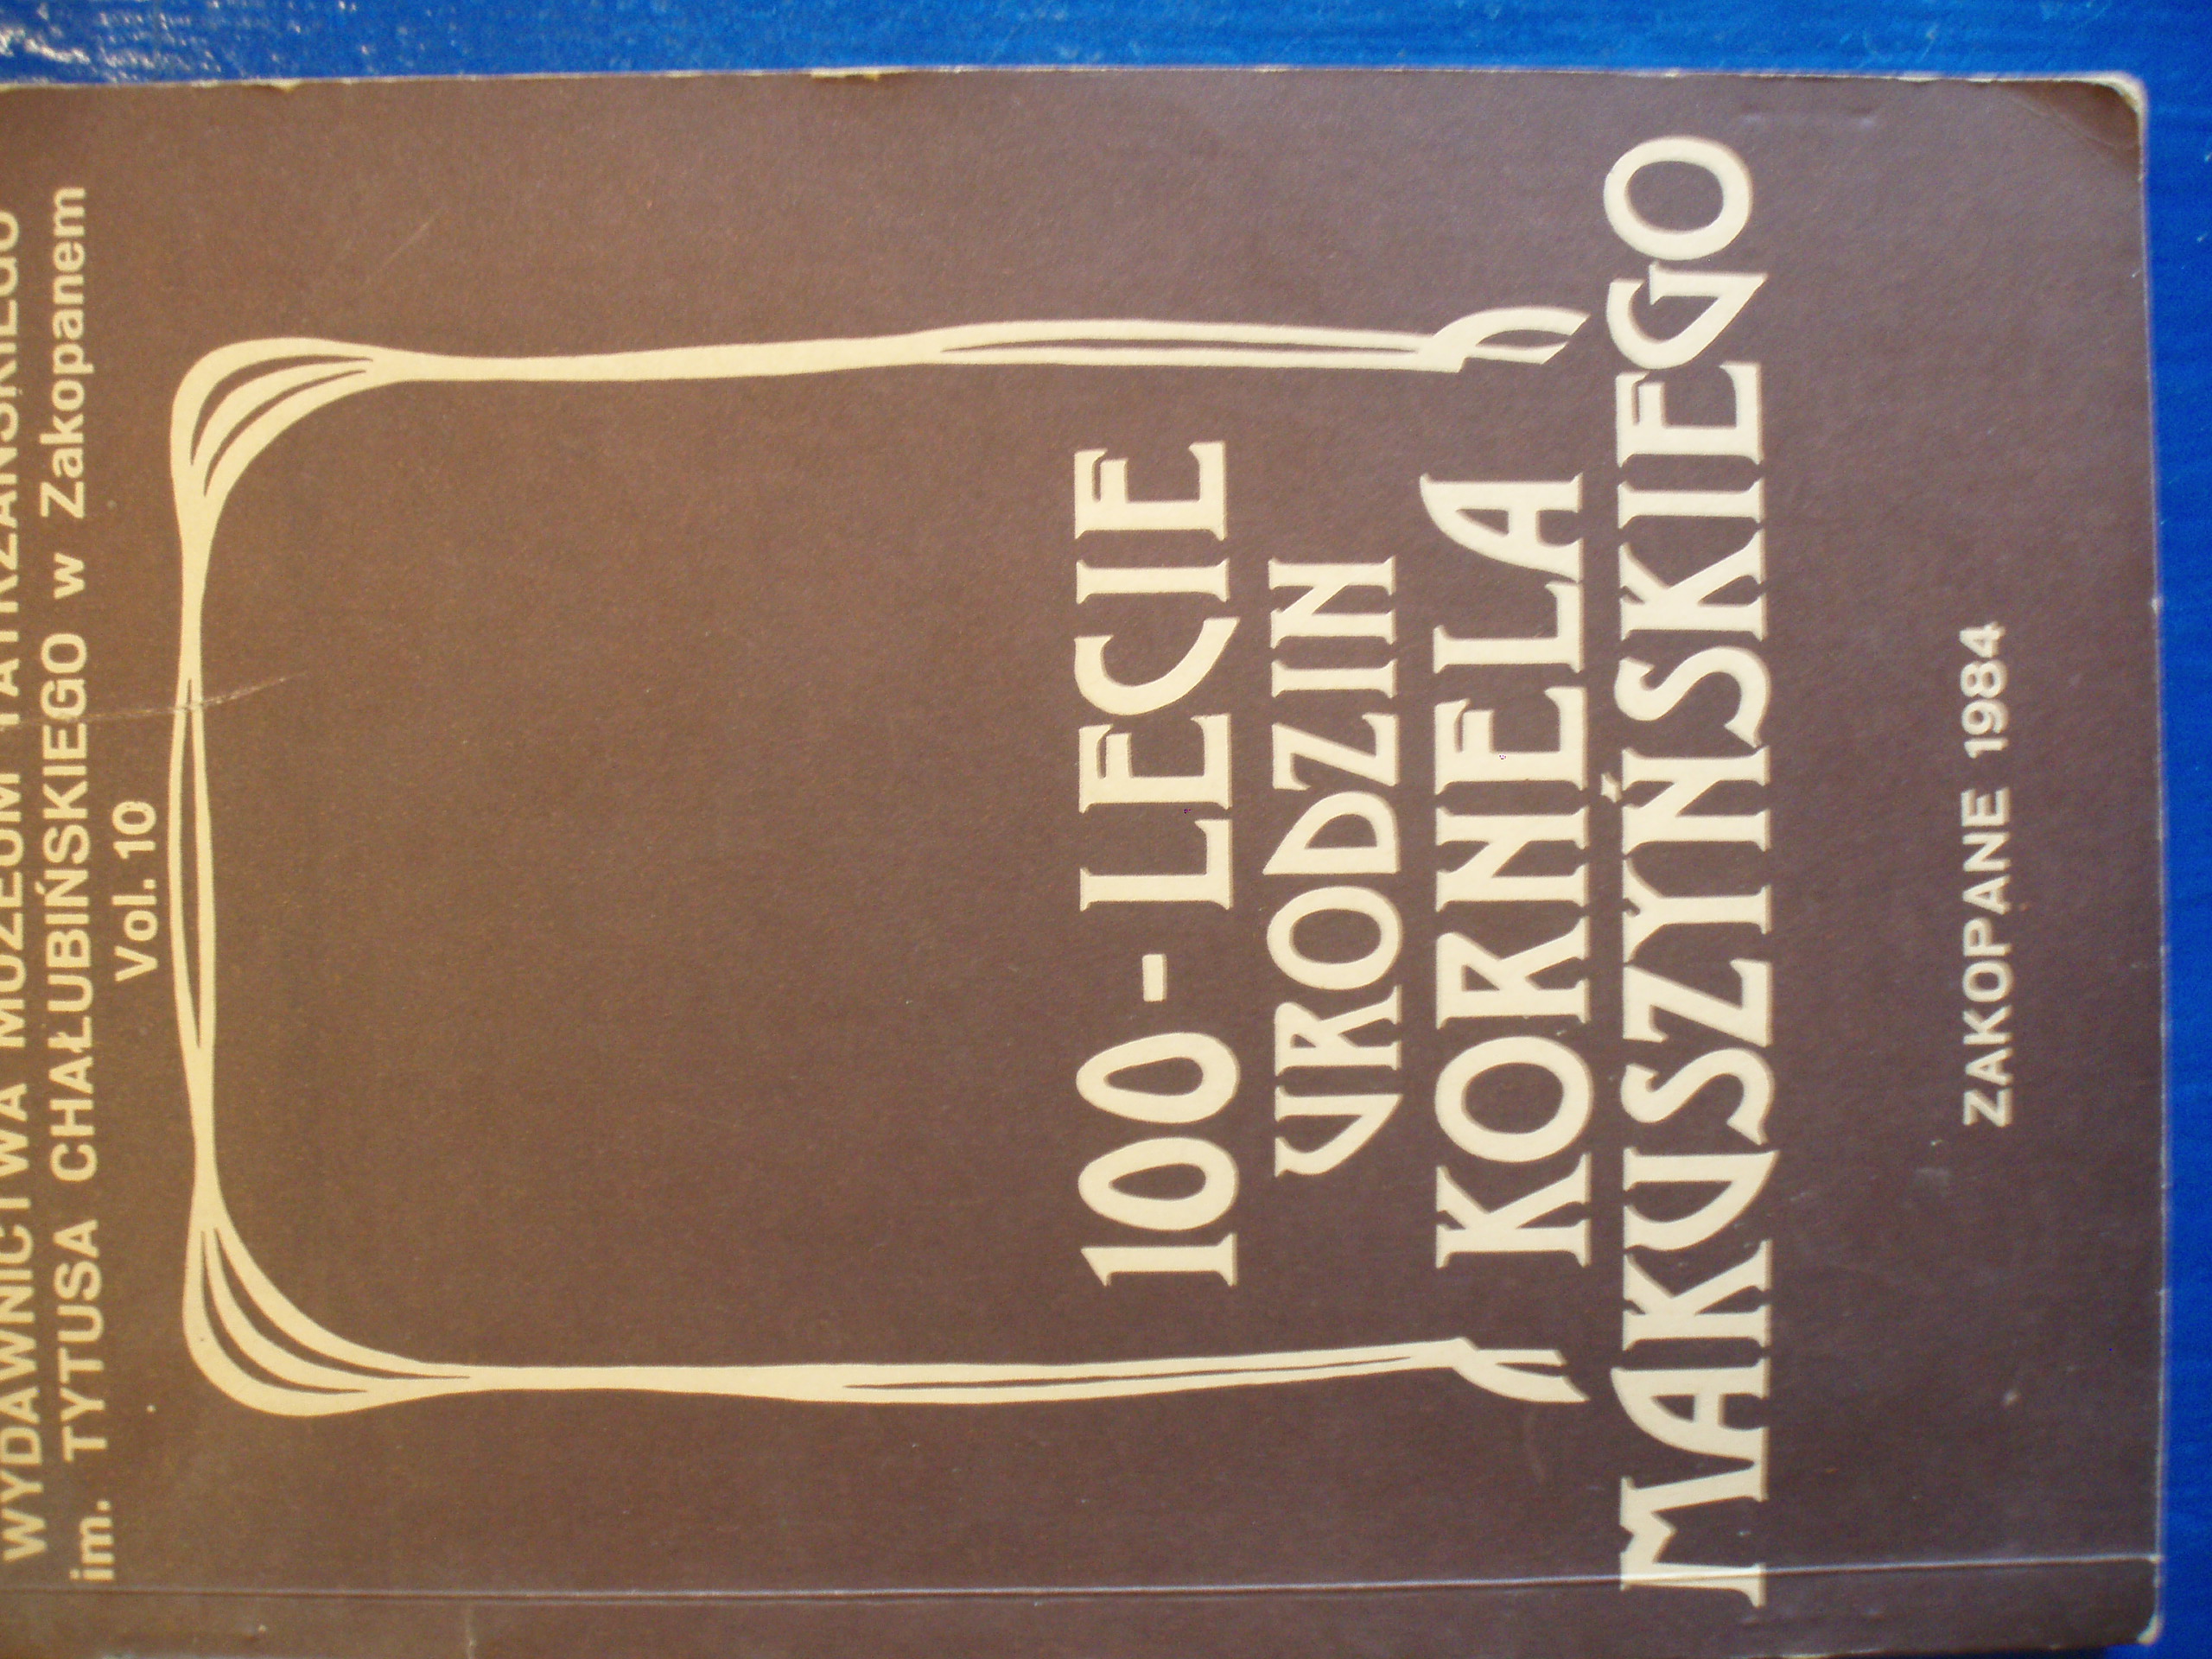 WYDAWNICTWA MUZEUM TATRZAŃSKIEGO
im. TYTUSA CHAŁUBIŃSKIEGO w Zakopanem
Vol. 10
100-LECIE
URODZIN
KORNELA
MAKUSZYŃSKIEGO
ZAKOPANE 1984